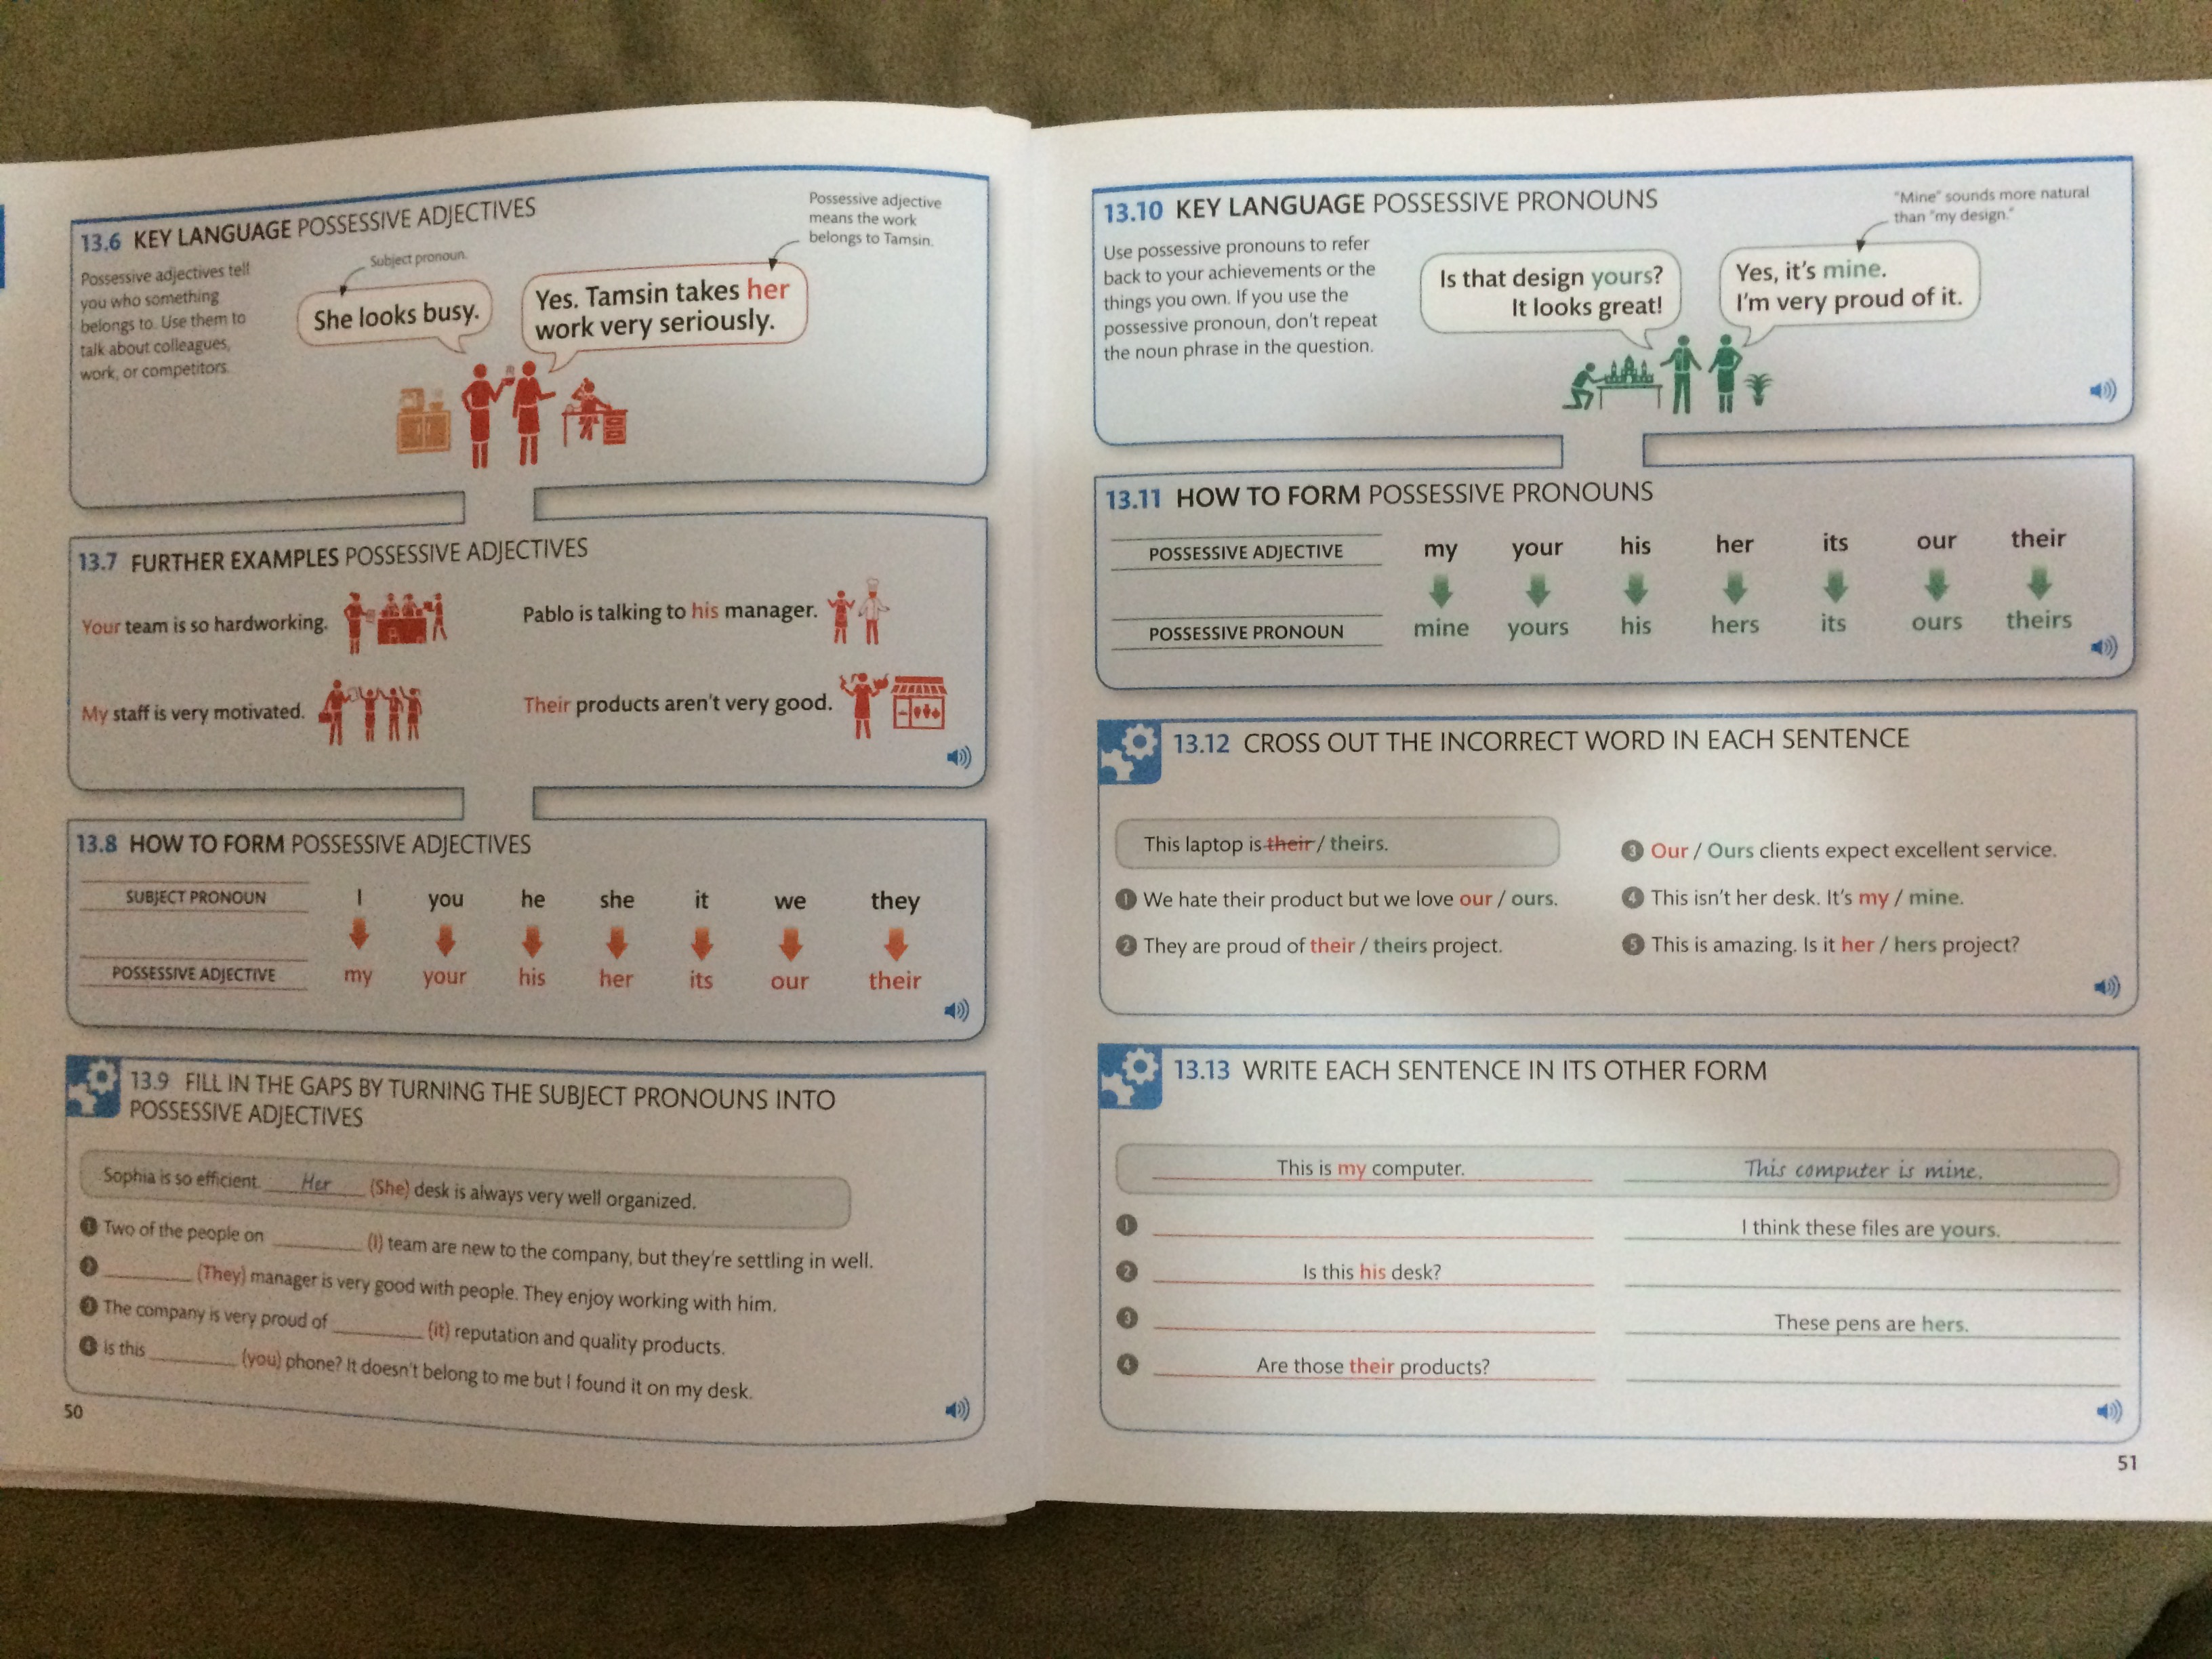 13.6 KEY LANGUAGE POSSESSIVE ADJECTIVES
Possessive adjectives tell
you who something
belongs to. Use them to
talk about colleagues,
work, or competitors.
Subject pronoun.
She looks busy.
Yes. Tamsin takes her
work very seriously.
Possessive adjective
means the work
belongs to Tamsin.
13.7 FURTHER EXAMPLES POSSESSIVE ADJECTIVES
Your team is so hardworking.
Pablo is talking to his manager.
My staff is very motivated.
Their products aren't very good.
13.8 HOW TO FORM POSSESSIVE ADJECTIVES
SUBJECT PRONOUN I you he she it we they
POSSESSIVE ADJECTIVE my your his her its our their
13.9 FILL IN THE GAPS BY TURNING THE SUBJECT PRONOUNS INTO
POSSESSIVE ADJECTIVES
Sophia is so efficient. Her (She) desk is always very well organized.
1 Two of the people on ______ (I) team are new to the company, but they're settling in well.
2 ______ (They) manager is very good with people. They enjoy working with him.
3 The company is very proud of ______ (it) reputation and quality products.
4 Is this ______ (you) phone? It doesn't belong to me but I found it on my desk.
50
13.10 KEY LANGUAGE POSSESSIVE PRONOUNS
Use possessive pronouns to refer
back to your achievements or the
things you own. If you use the
possessive pronoun, don't repeat
the noun phrase in the question.
Is that design yours?
It looks great!
Yes, it's mine.
I'm very proud of it.
"Mine" sounds more natural
than "my design."
13.11 HOW TO FORM POSSESSIVE PRONOUNS
POSSESSIVE ADJECTIVE my your his her its our their
POSSESSIVE PRONOUN mine yours his hers its ours theirs
13.12 CROSS OUT THE INCORRECT WORD IN EACH SENTENCE
This laptop is their / theirs.
1 We hate their product but we love our / ours.
2 They are proud of their / theirs project.
3 Our / Ours clients expect excellent service.
4 This isn't her desk. It's my / mine.
5 This is amazing. Is it her / hers project?
13.13 WRITE EACH SENTENCE IN ITS OTHER FORM
This is my computer. This computer is mine.
1 I think these files are yours.
2 Is this his desk?
3 These pens are hers.
4 Are those their products?
51